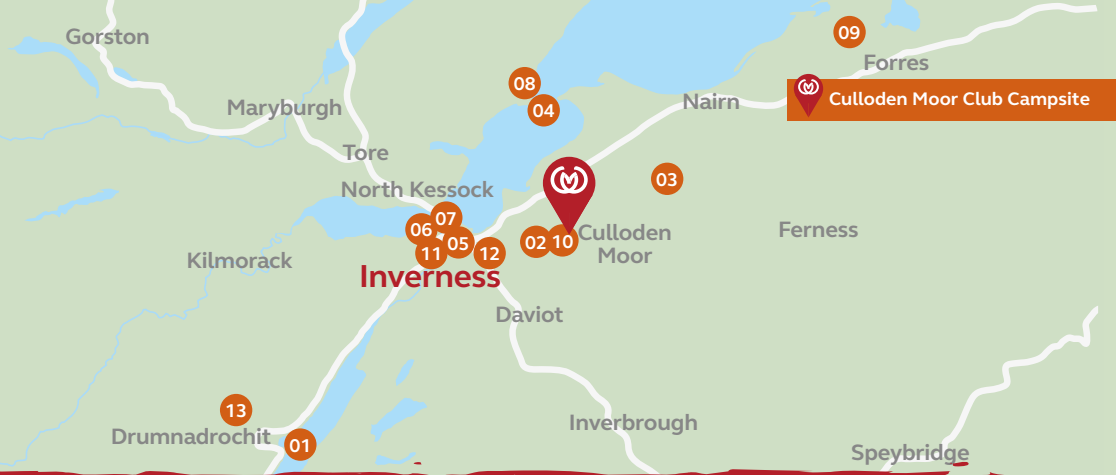 09
Gorston
Forres
08
Culloden Moor Club Campsite
Nairn
Maryburgh
04
Tore
03
North Kessock
07
06
Ferness
Culloden
Moor
05
02
10
11
12
Kilmorack
Inverness
Daviot
13
Inverbrough
Drumnadrochit
01
Speybridge